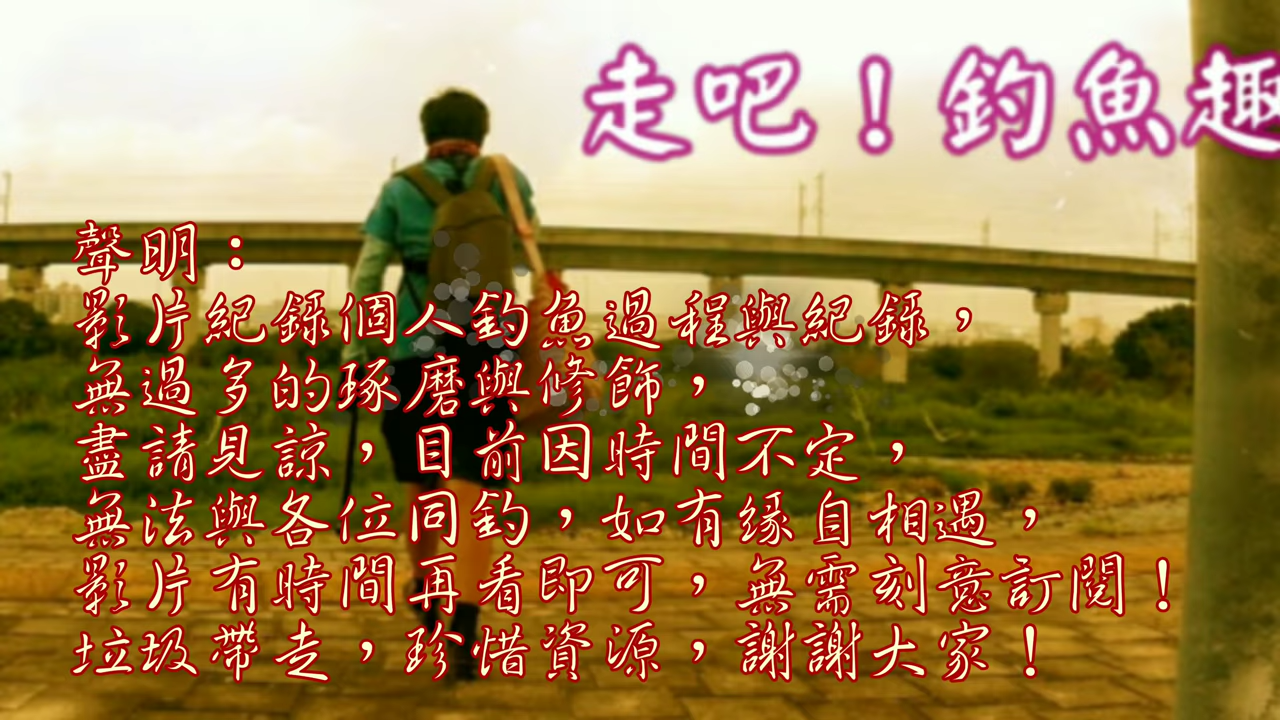 走吧！釣魚趣
聲明：
影片紀錄個人釣魚過程與紀錄，
無過多的琢磨與修飾，
盡請見諒，目前因時間不定，
無法與各位同釣，如有緣自相遇，
影片有時間再看即可，無需刻意訂閱！
垃圾帶走，珍惜資源，謝謝大家！